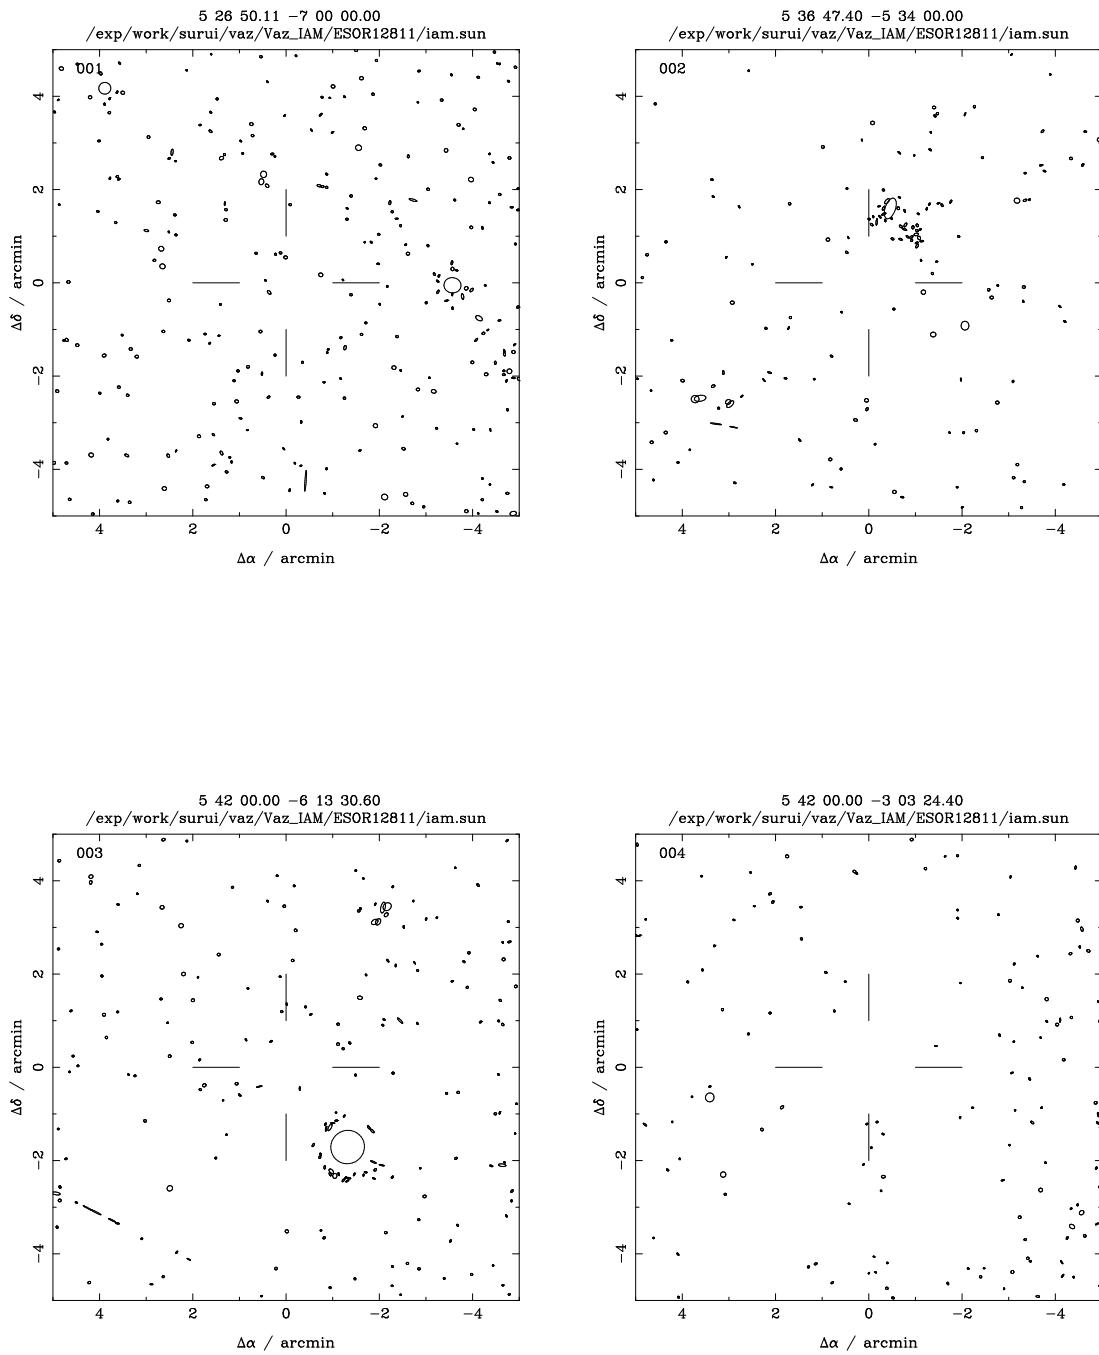 5 26 50.11 −7 00 00.00
/exp/work/surui/vaz/Vaz_IAM/ESOR12811/iam.sun
001
4
2
0
−2
−4
Δδ / arcmin
4 2 0 −2 −4
Δα / arcmin
5 36 47.40 −5 34 00.00
/exp/work/surui/vaz/Vaz_IAM/ESOR12811/iam.sun
002
4
2
0
−2
−4
Δδ / arcmin
4 2 0 −2 −4
Δα / arcmin
5 42 00.00 −6 13 30.60
/exp/work/surui/vaz/Vaz_IAM/ESOR12811/iam.sun
003
4
2
0
−2
−4
Δδ / arcmin
4 2 0 −2 −4
Δα / arcmin
5 42 00.00 −3 03 24.40
/exp/work/surui/vaz/Vaz_IAM/ESOR12811/iam.sun
004
4
2
0
−2
−4
Δδ / arcmin
4 2 0 −2 −4
Δα / arcmin